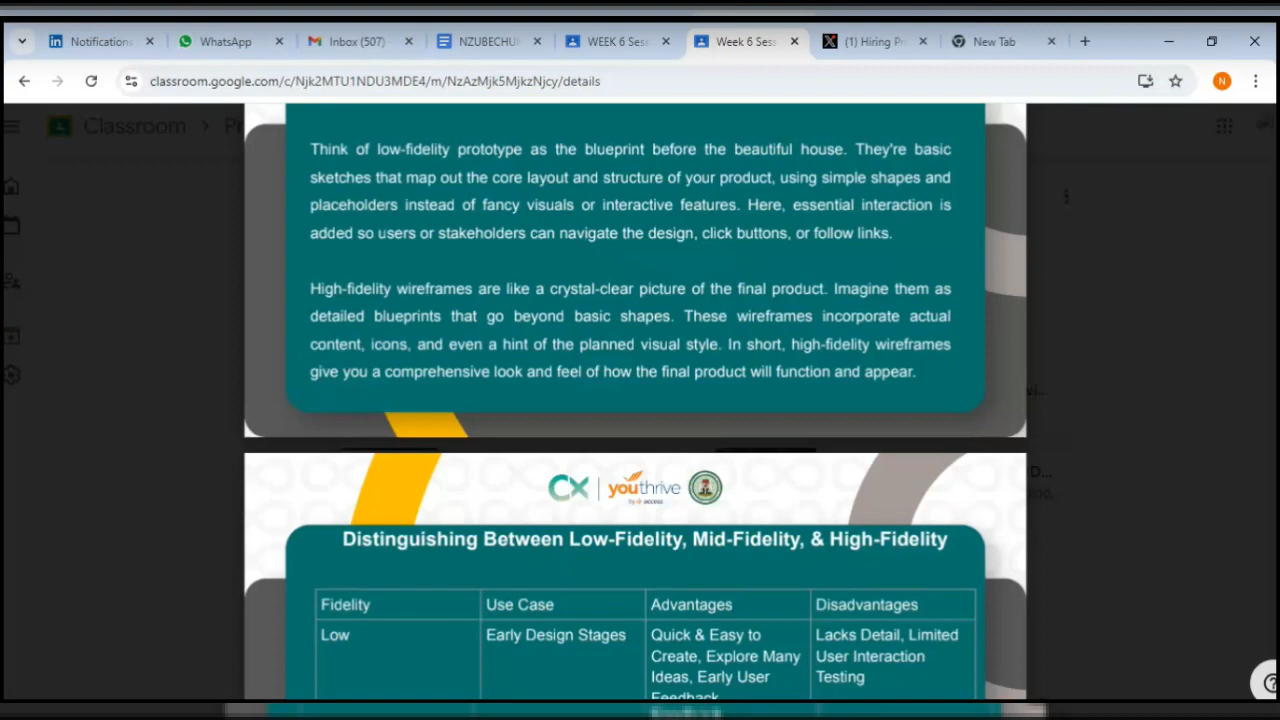 Notifications
WhatsApp
Inbox (507)
NZUBECHU
WEEK 6 Sess
Week 6 Sess
(1) Hiring Pr
New Tab
classroom.google.com/c/Njk2MTU1NDU3MDE4/m/NzAzMjk5MjkzNjcy/details
N
Classroom
Think of low-fidelity prototype as the blueprint before the beautiful house. They're basic
sketches that map out the core layout and structure of your product, using simple shapes and
placeholders instead of fancy visuals or interactive features. Here, essential interaction is
added so users or stakeholders can navigate the design, click buttons, or follow links.
High-fidelity wireframes are like a crystal-clear picture of the final product. Imagine them as
detailed blueprints that go beyond basic shapes. These wireframes incorporate actual
content, icons, and even a hint of the planned visual style. In short, high-fidelity wireframes
give you a comprehensive look and feel of how the final product will function and appear.
CX youthrive
by access
Distinguishing Between Low-Fidelity, Mid-Fidelity, & High-Fidelity
Fidelity Use Case Advantages Disadvantages
Low Early Design Stages Quick & Easy to Lacks Detail, Limited
Create, Explore Many User Interaction
Ideas, Early User Testing
Feedback